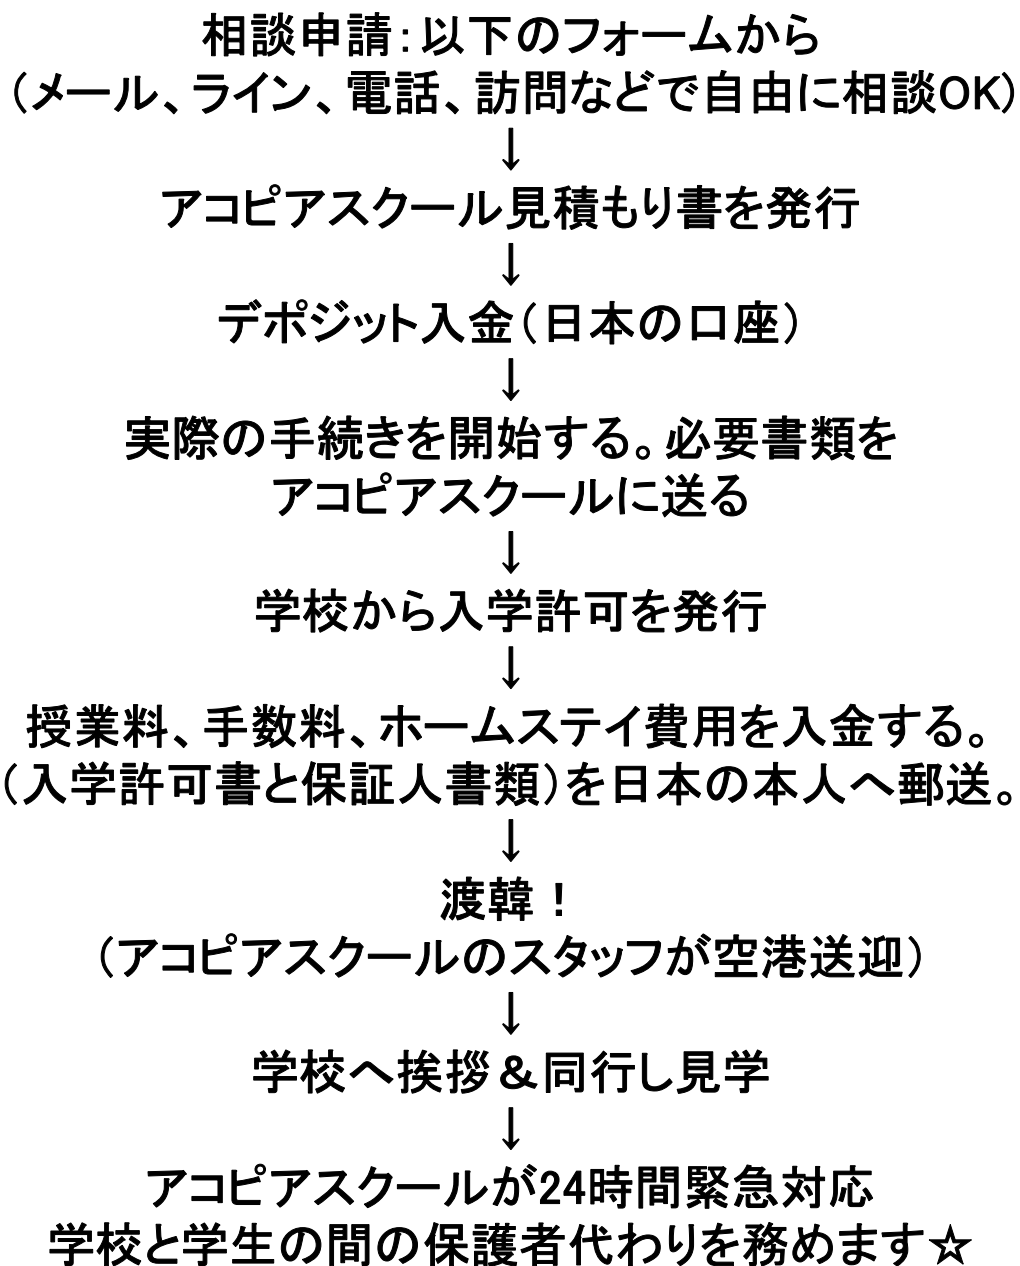 相談申請：以下のフォームから
（メール、ライン、電話、訪問などで自由に相談OK）
↓
アコピアスクール見積もり書を発行
↓
デポジット入金（日本の口座）
↓
実際の手続きを開始する。必要書類を
アコピアスクールに送る
↓
学校から入学許可を発行
↓
授業料、手数料、ホームステイ費用を入金する。
（入学許可書と保証人書類）を日本の本人へ郵送。
↓
渡韓！
（アコピアスクールのスタッフが空港送迎）
↓
学校へ挨拶＆同行し見学
↓
アコピアスクールが24時間緊急対応
学校と学生の間の保護者代わりを務めます☆